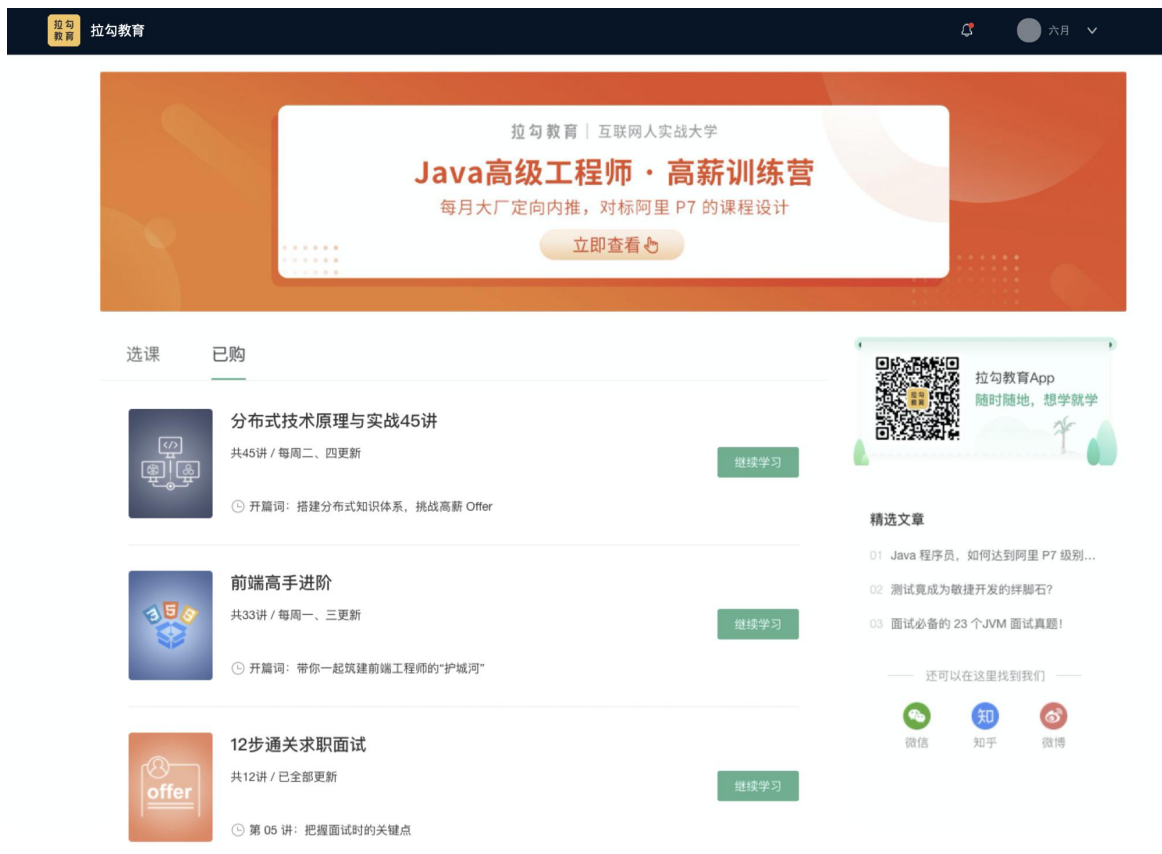 拉勾
教育
拉勾教育
六月
拉勾教育 | 互联网人实战大学
Java高级工程师 · 高薪训练营
每月大厂定向内推，对标阿里 P7 的课程设计
立即查看
选课
已购
分布式技术原理与实战45讲
共45讲 / 每周二、四更新
继续学习
开篇词：搭建分布式知识体系，挑战高薪 Offer
前端高手进阶
共33讲 / 每周一、三更新
继续学习
开篇词：带你一起筑建前端工程师的“护城河”
offer
12步通关求职面试
共12讲 / 已全部更新
继续学习
第 05 讲：把握面试时的关键点
拉勾
教育
拉勾教育App
随时随地，想学就学
精选文章
01 Java 程序员，如何达到阿里 P7 级别...
02 测试竟成为敏捷开发的绊脚石?
03 面试必备的 23 个JVM 面试真题!
还可以在这里找到我们
知
微信
知乎
微博